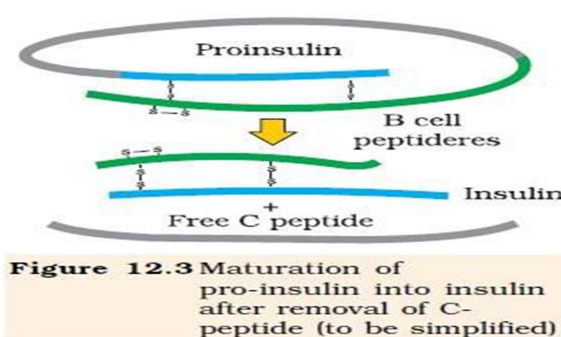 Proinsulin
S
S
S
S
S—S
B cell
peptideres
S—S
S
S
S
S
Insulin
+
Free C peptide
Figure 12.3 Maturation of
pro-insulin into insulin
after removal of C-
peptide (to be simplified)